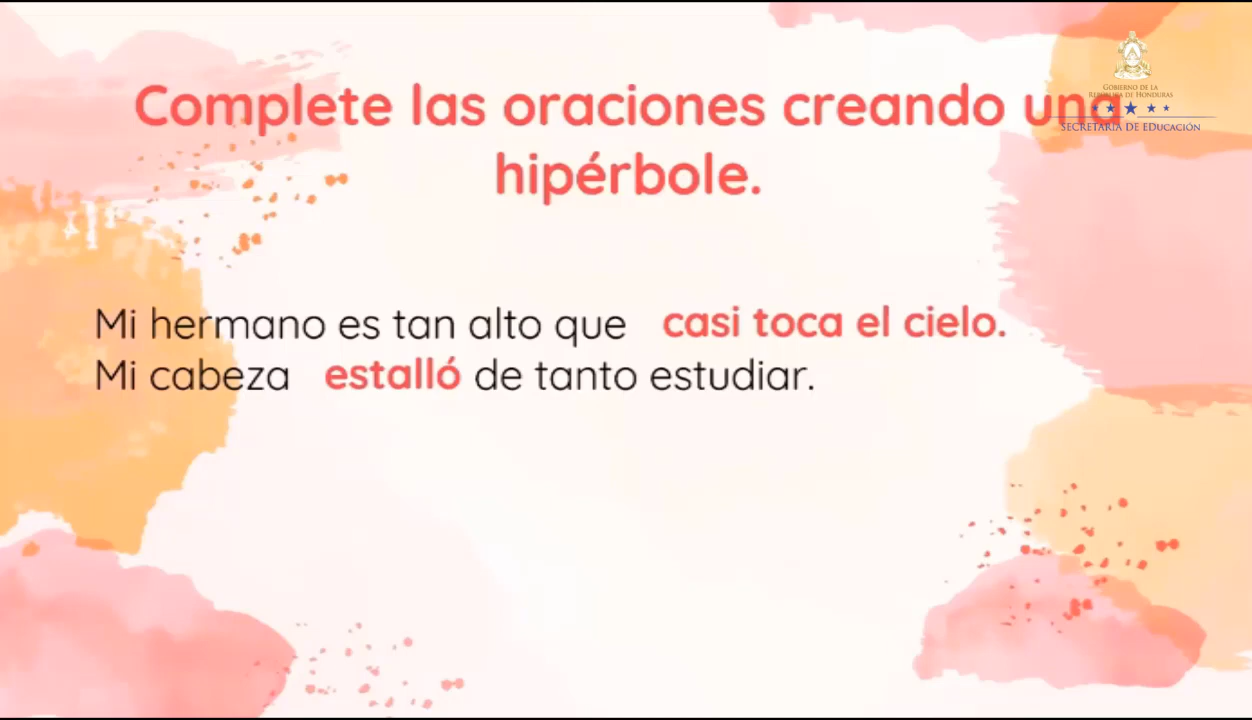 Complete las oraciones creando una
hipérbole.
GOBIERNO DE LA
REPÚBLICA DE HONDURAS
SECRETARÍA DE EDUCACIÓN
Mi hermano es tan alto que casi toca el cielo.
Mi cabeza estalló de tanto estudiar.